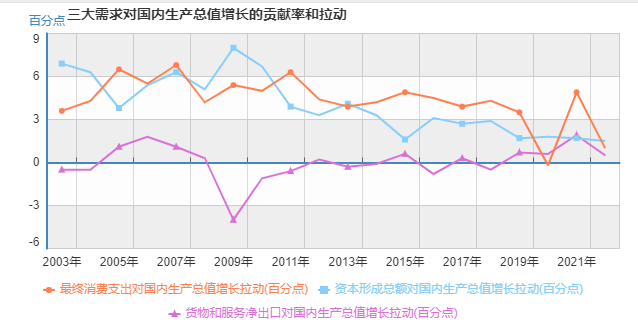 三大需求对国内生产总值增长的贡献率和拉动
百分点
9
6
3
0
-3
-6
2003年 2005年 2007年 2009年 2011年 2013年 2015年 2017年 2019年 2021年
最终消费支出对国内生产总值增长拉动(百分点) 资本形成总额对国内生产总值增长拉动(百分点)
货物和服务净出口对国内生产总值增长拉动(百分点)